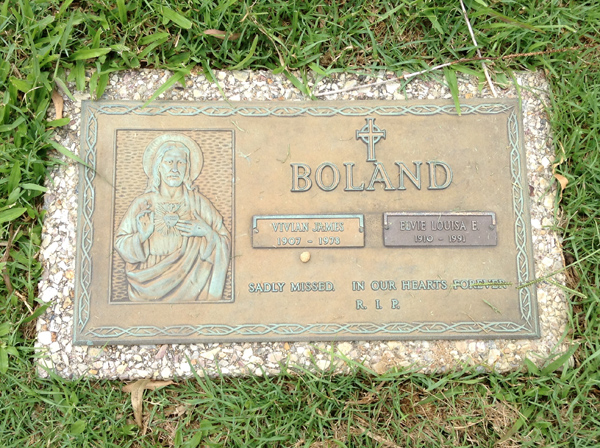 BOLAND
VIVIAN JAMES
1907 - 1978
ELVIE LOUISA E.
1910 - 1991
SADLY MISSED. IN OUR HEARTS FOREVER
R. I. P.